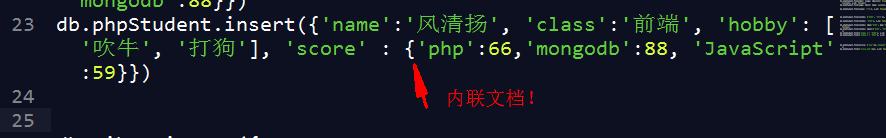 mongodb':88}})
23 db.phpStudent.insert({'name':'风清扬', 'class':'前端', 'hobby': [
'吹牛', '打狗'], 'score' : {'php':66,'mongodb':88, 'JavaScript'
:59}})
内联文档！
24
25